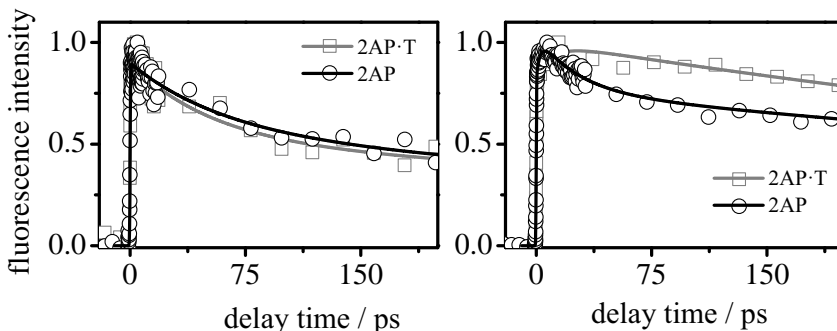 fluorescence intensity
1.0
0.5
0.0
2AP·T
2AP
0 75 150
delay time / ps
1.0
0.5
0.0
2AP·T
2AP
0 75 150
delay time / ps